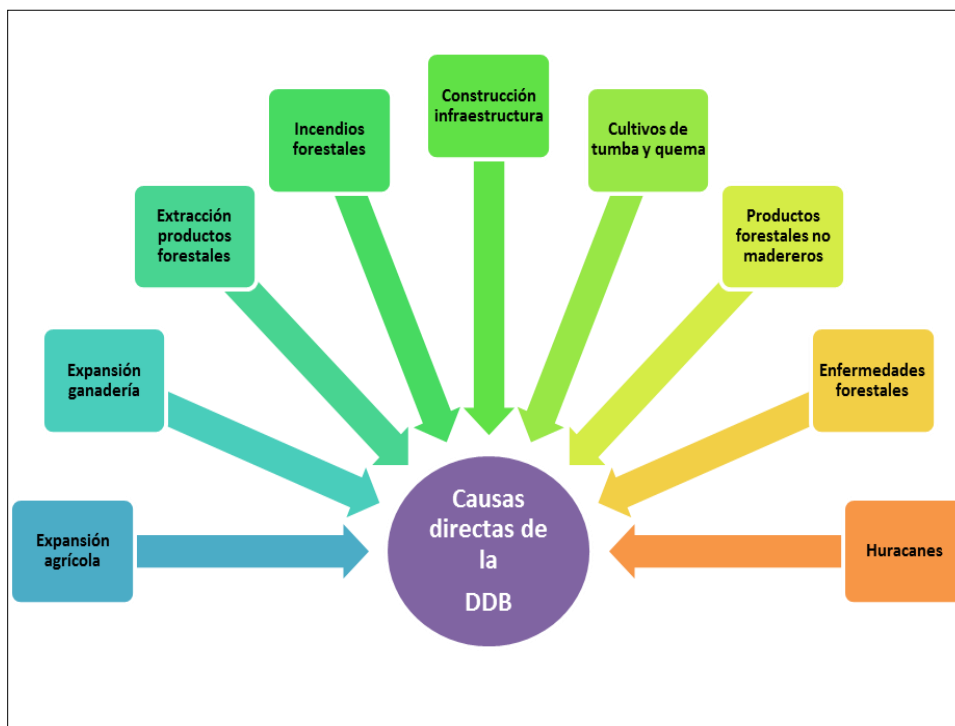 Construcción
infraestructura
Incendios
forestales
Cultivos de
tumba y quema
Extracción
productos
forestales
Productos
forestales no
madereros
Expansión
ganadería
Enfermedades
forestales
Expansión
agrícola
Causas
directas de
la
DDB
Huracanes